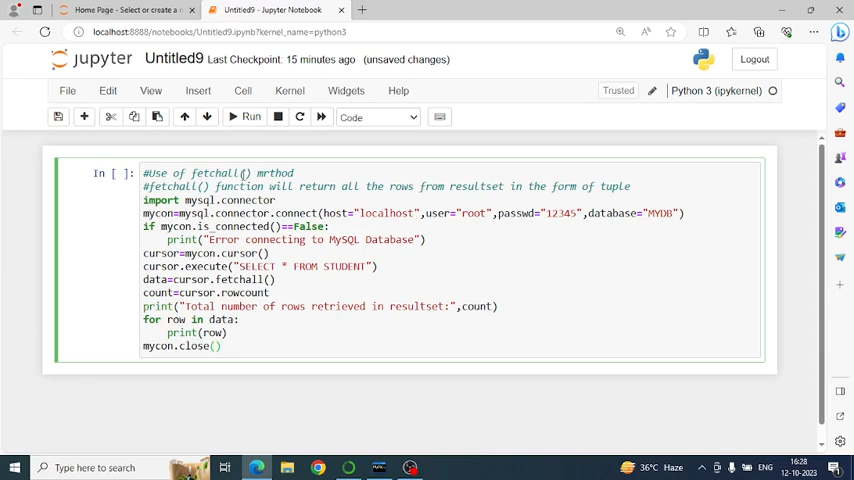 Home Page - Select or create a n
Untitled9 - Jupyter Notebook
localhost:8888/notebooks/Untitled9.ipynb?kernel_name=python3
jupyter Untitled9 Last Checkpoint: 15 minutes ago (unsaved changes)
Logout
File Edit View Insert Cell Kernel Widgets Help
Trusted Python 3 (ipykernel)
Run Code
In [ ]:
#Use of fetchall() mrthod
#fetchall() function will return all the rows from resultset in the form of tuple
import mysql.connector
mycon=mysql.connector.connect(host="localhost",user="root",passwd="12345",database="MYDB")
if mycon.is_connected()==False:
    print("Error connecting to MySQL Database")
cursor=mycon.cursor()
cursor.execute("SELECT * FROM STUDENT")
data=cursor.fetchall()
count=cursor.rowcount
print("Total number of rows retrieved in resultset:",count)
for row in data:
    print(row)
mycon.close()
Type here to search
36°C Haze
ENG
16:28
12-10-2023